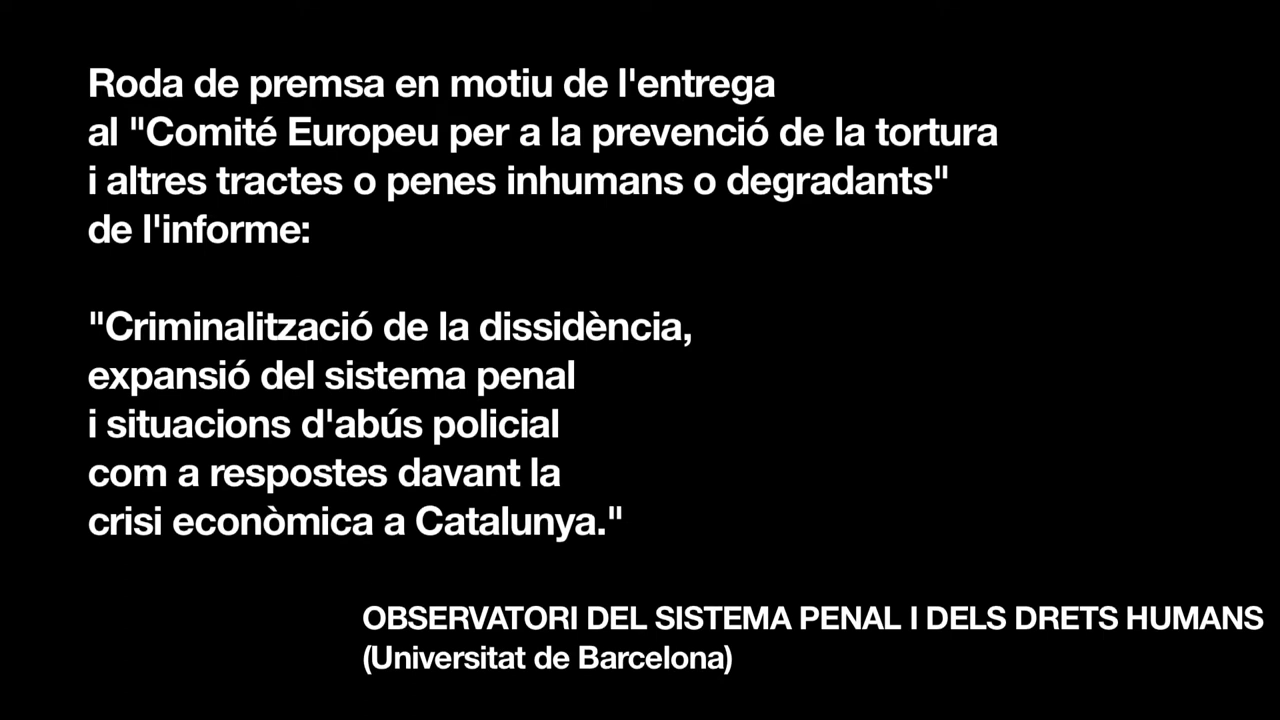 Roda de premsa en motiu de l'entrega
al "Comité Europeu per a la prevenció de la tortura
i altres tractes o penes inhumans o degradants"
de l'informe:
"Criminalització de la dissidència,
expansió del sistema penal
i situacions d'abús policial
com a respostes davant la
crisi econòmica a Catalunya."
OBSERVATORI DEL SISTEMA PENAL I DELS DRETS HUMANS
(Universitat de Barcelona)